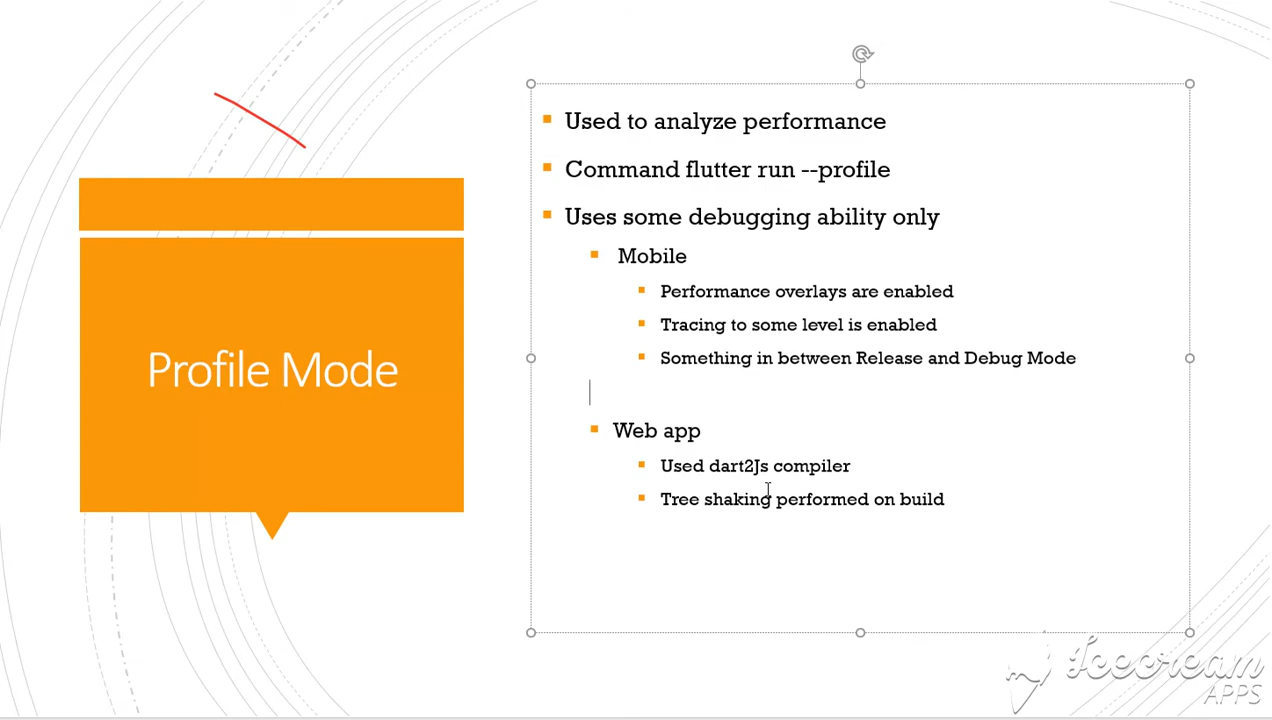 Profile Mode
Used to analyze performance
Command flutter run --profile
Uses some debugging ability only
Mobile
Performance overlays are enabled
Tracing to some level is enabled
Something in between Release and Debug Mode
Web app
Used dart2Js compiler
Tree shaking performed on build
Icecream
APPS